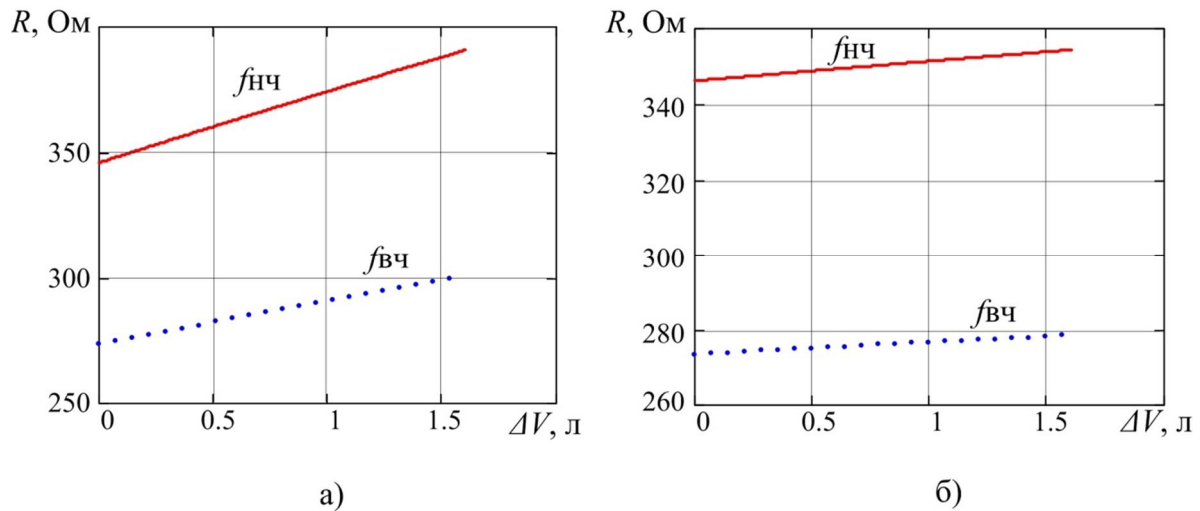 R, Ом
fнч
350
fвч
300
250
0 0.5 1 1.5 ΔV, л
а)
R, Ом
fнч
340
320
300
fвч
280
260
0 0.5 1 1.5 ΔV, л
б)